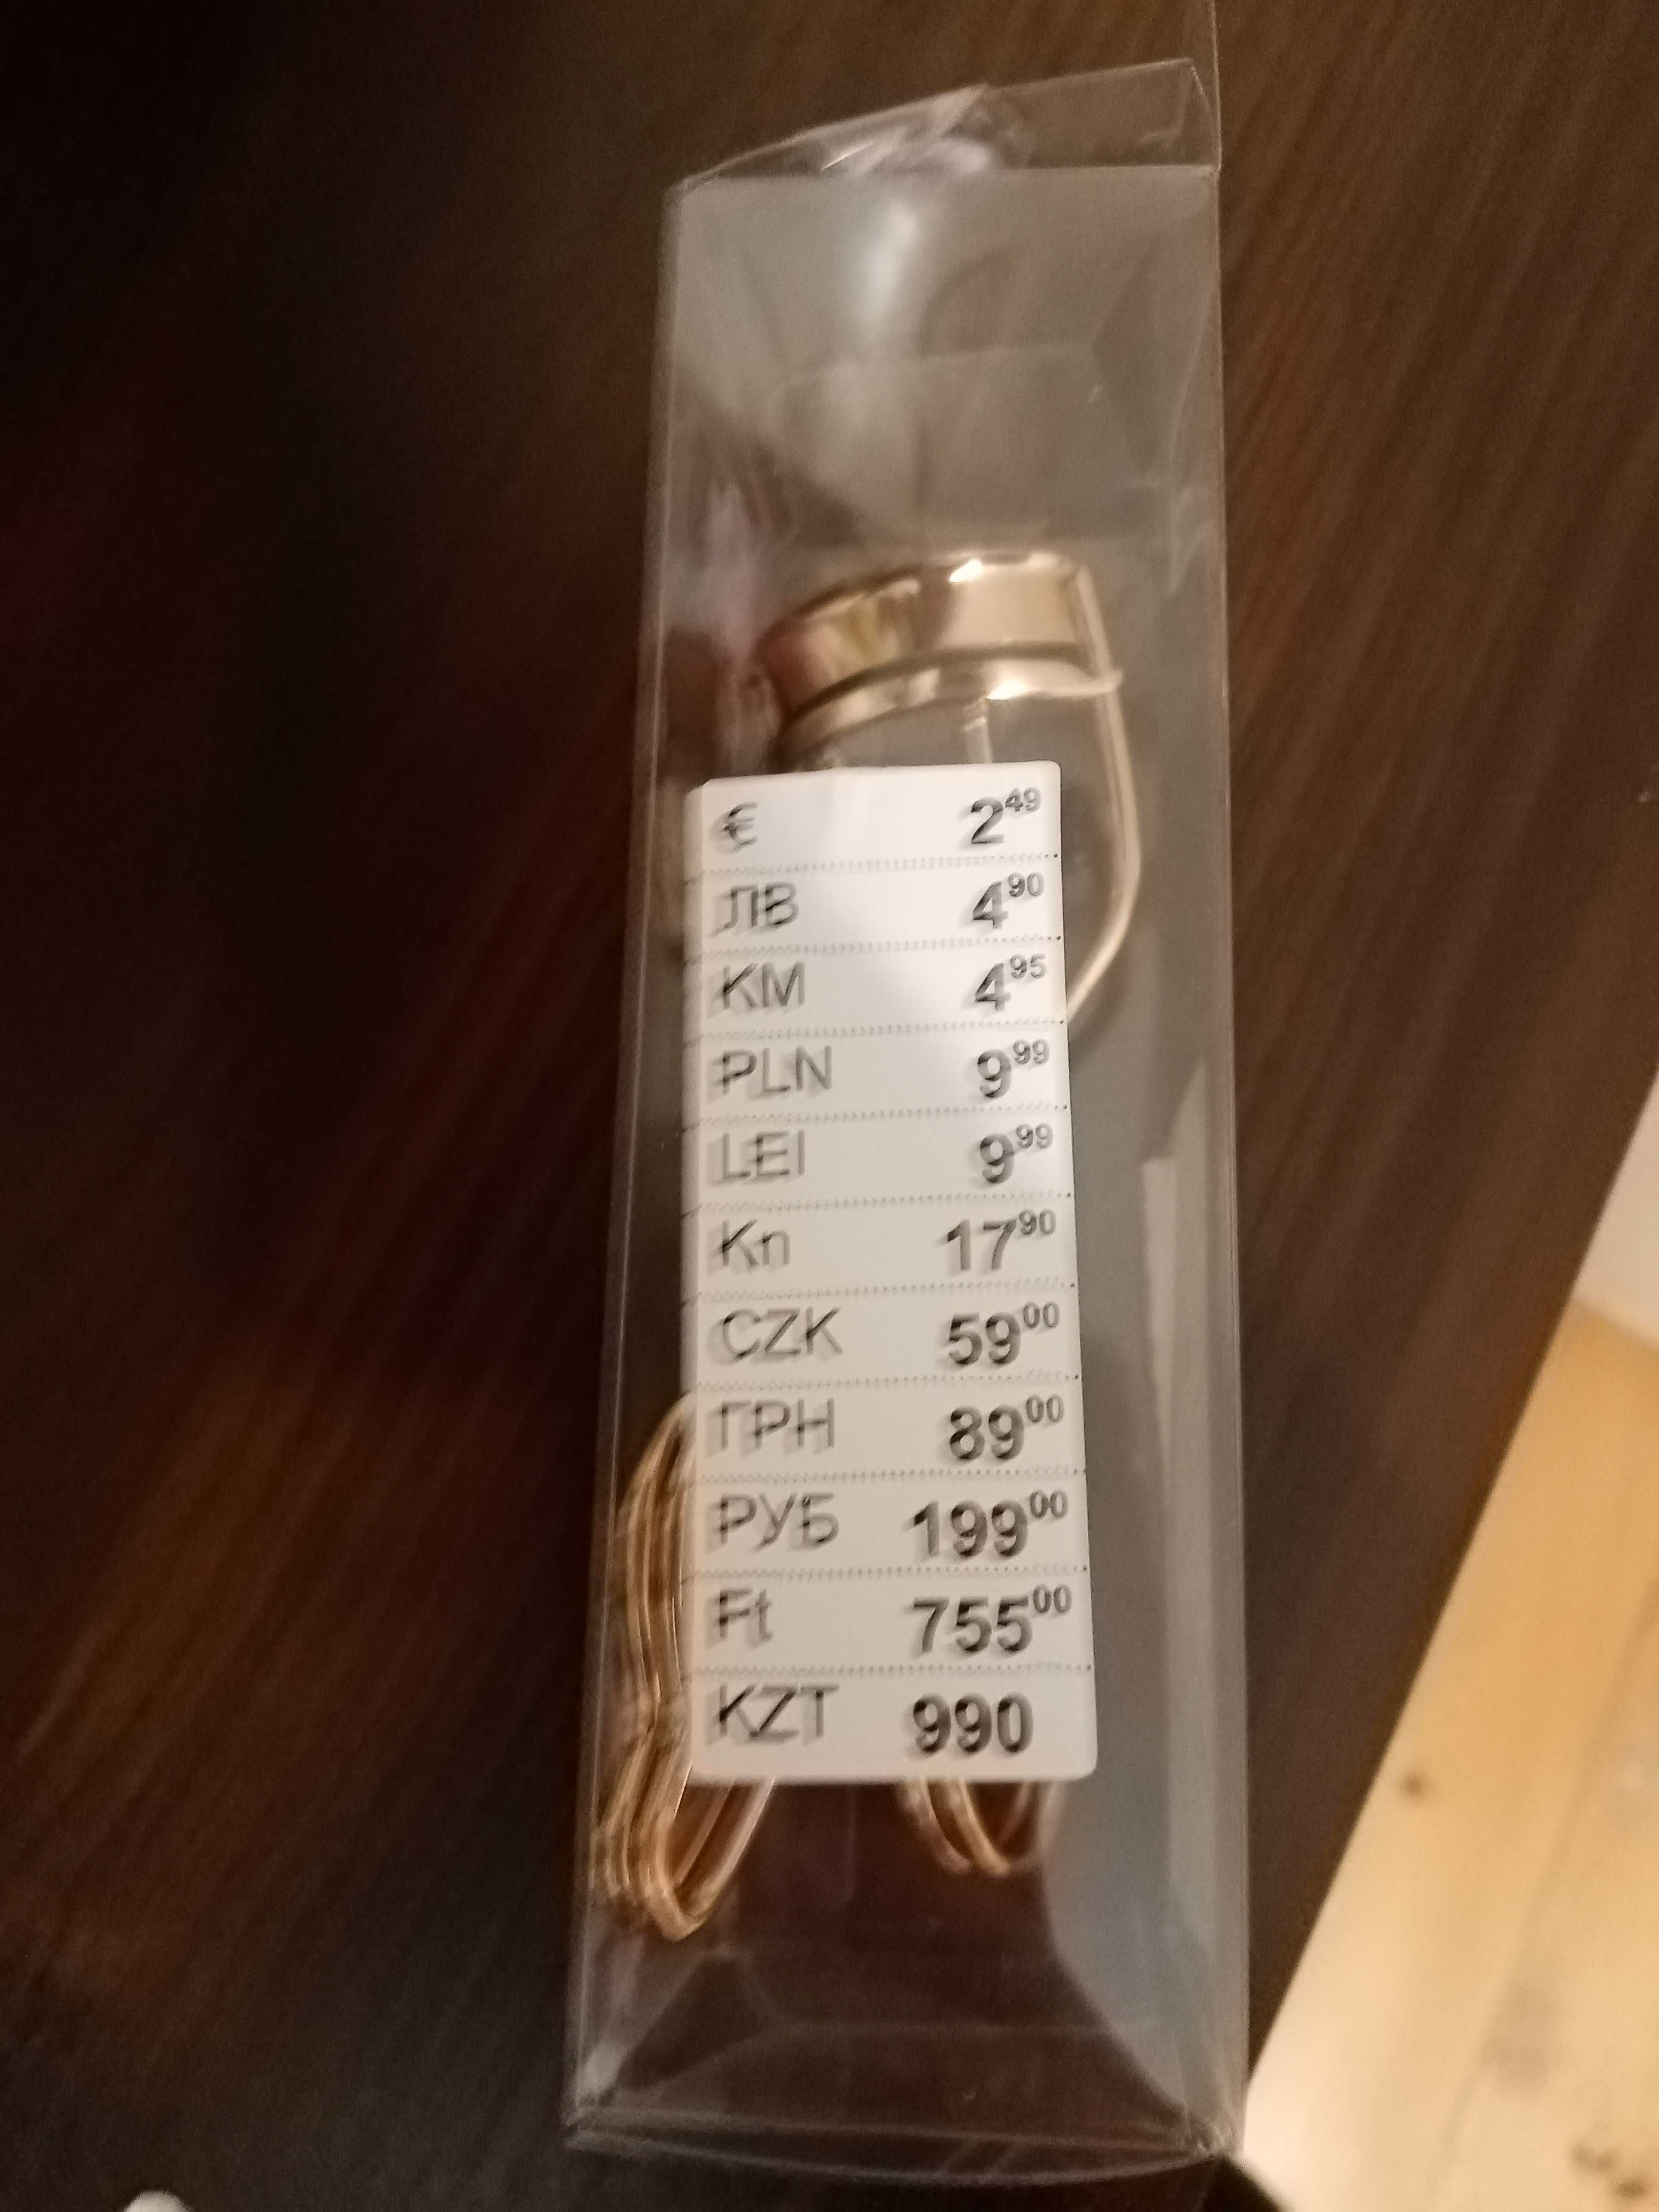 € 2⁴⁹
ЛВ 4⁹⁰
KM 4⁹⁵
PLN 9⁹⁹
LEI 9⁹⁹
Kn 17⁹⁰
CZK 59⁰⁰
ГРН 89⁰⁰
РУБ 199⁰⁰
Ft 755⁰⁰
KZT 990